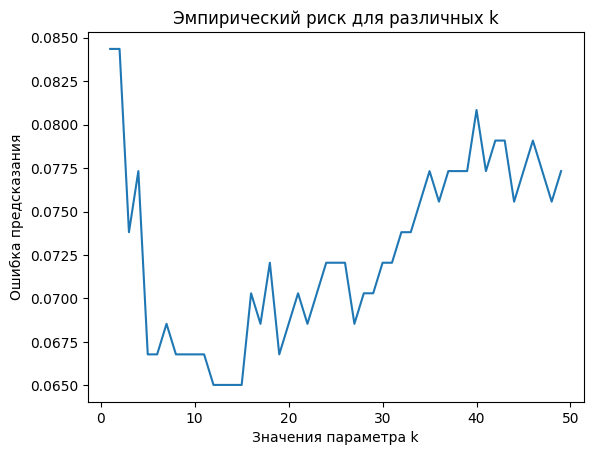 Эмпирический риск для различных k
Ошибка предсказания
0.0850
0.0825
0.0800
0.0775
0.0750
0.0725
0.0700
0.0675
0.0650
0 10 20 30 40 50
Значения параметра k